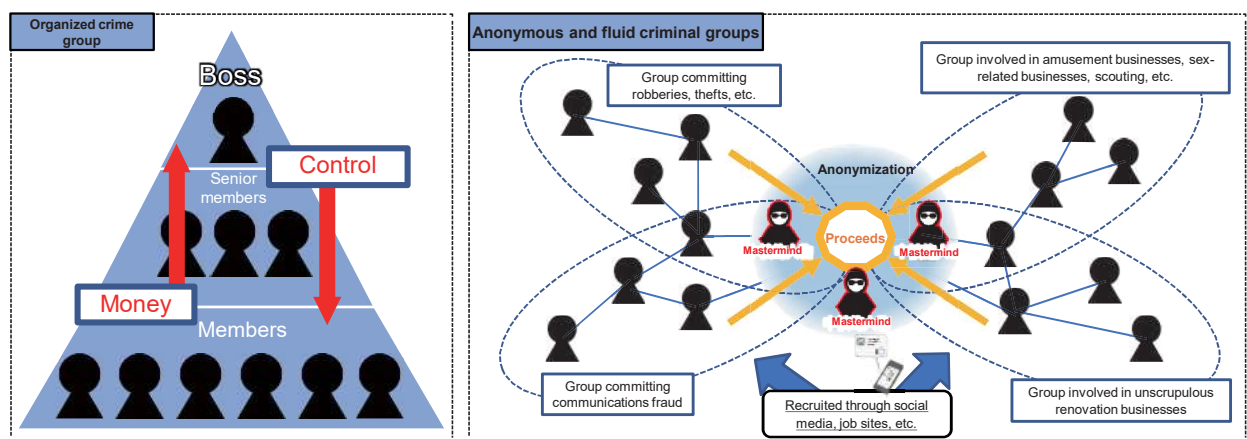 Organized crime
group
Boss
Control
Senior
members
Money
Members
Anonymous and fluid criminal groups
Group committing
robberies, thefts, etc.
Group involved in amusement businesses, sex-
related businesses, scouting, etc.
Anonymization
Proceeds
Mastermind
Mastermind
Mastermind
Group committing
communications fraud
Recruited through social
media, job sites, etc.
Group involved in unscrupulous
renovation businesses